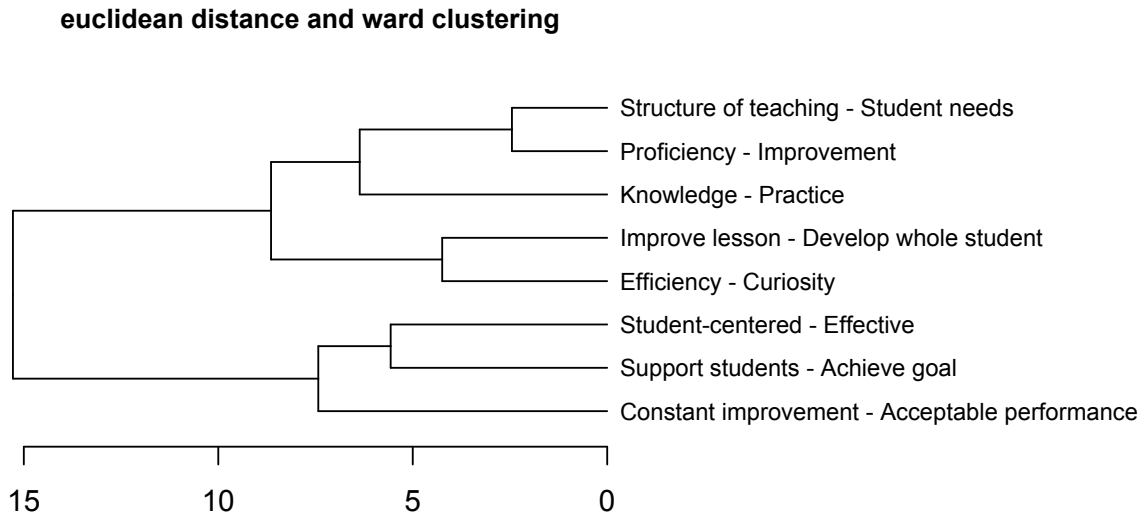 euclidean distance and ward clustering
Structure of teaching - Student needs
Proficiency - Improvement
Knowledge - Practice
Improve lesson - Develop whole student
Efficiency - Curiosity
Student-centered - Effective
Support students - Achieve goal
Constant improvement - Acceptable performance
15 10 5 0